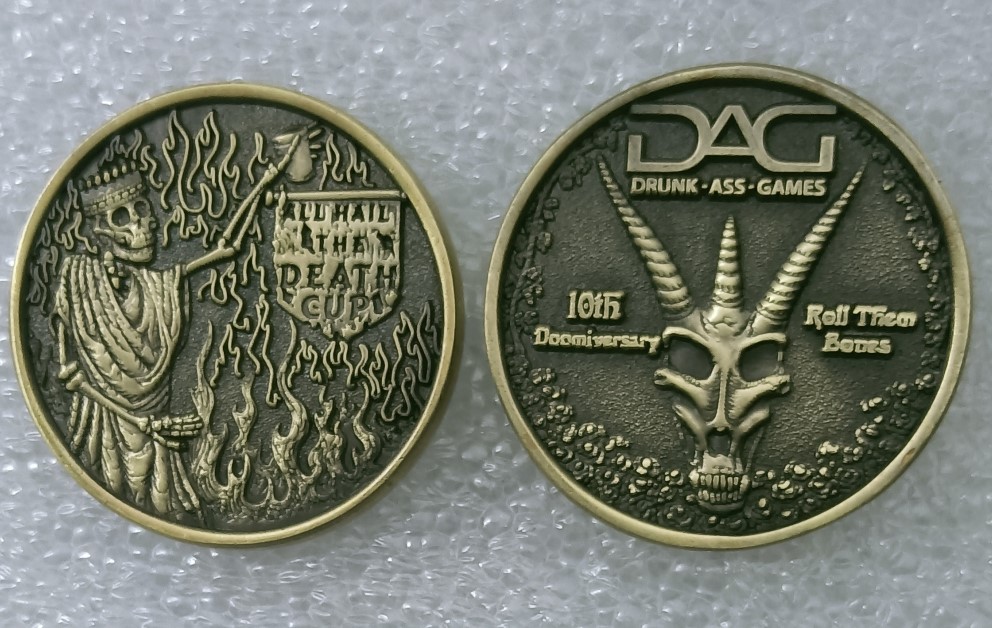 ALL HAIL
THE
DEATH
CUP
DAG
DRUNK-ASS-GAMES
10th
Doomiversary
Roll Them
Bones